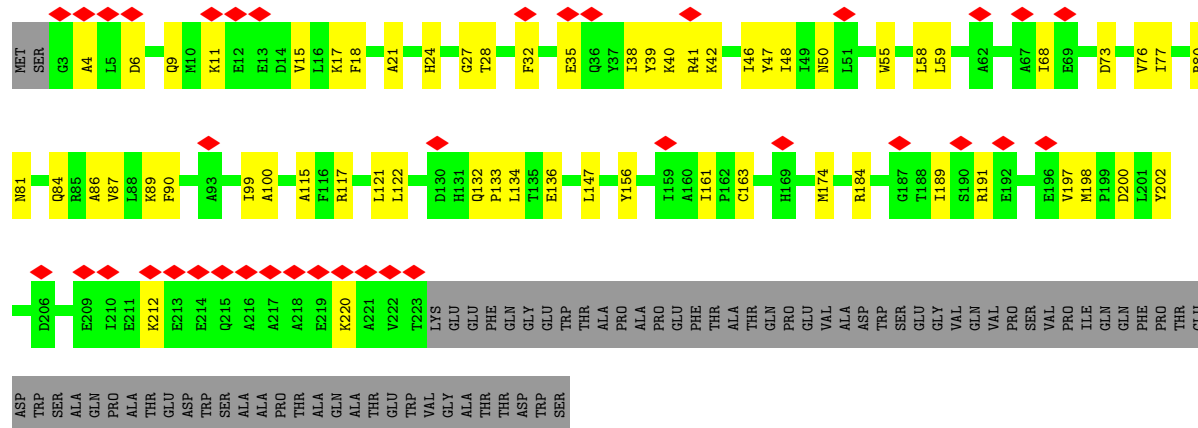 MET SER G3 A4 L5 D6 Q9 M10 K11 E12 E13 D14 V15 L16 K17 F18 A21 H24 G27 T28 F32 E35 Q36 Y37 I38 Y39 K40 R41 K42 I46 Y47 I48 I49 N50 L51 W55 L58 L59 A62 A67 I68 E69 D73 V76 I77
N81 Q84 R85 A86 V87 L88 K89 F90 A93 I99 A100 A115 F116 R117 L121 L122 D130 H131 Q132 P133 L134 T135 E136 L147 Y156 I159 A160 I161 P162 C163 H169 M174 R184 G187 T188 I189 S190 R191 E192 E196 V197 M198 P199 D200 L201 Y202
D206 E209 I210 E211 K212 E213 E214 Q215 A216 A217 A218 E219 K220 A221 V222 T223 LYS GLU GLU PHE GLN GLY GLU TRP THR ALA PRO ALA PRO GLU PHE THR ALA THR GLN PRO GLU VAL ALA ASP TRP SER GLU GLY VAL GLN VAL PRO SER VAL PRO ILE GLN GLN PHE PRO THR
ASP TRP SER ALA GLN PRO ALA THR GLU ASP TRP SER ALA ALA PRO THR ALA GLN ALA THR GLU TRP VAL GLY ALA THR THR ASP TRP SER